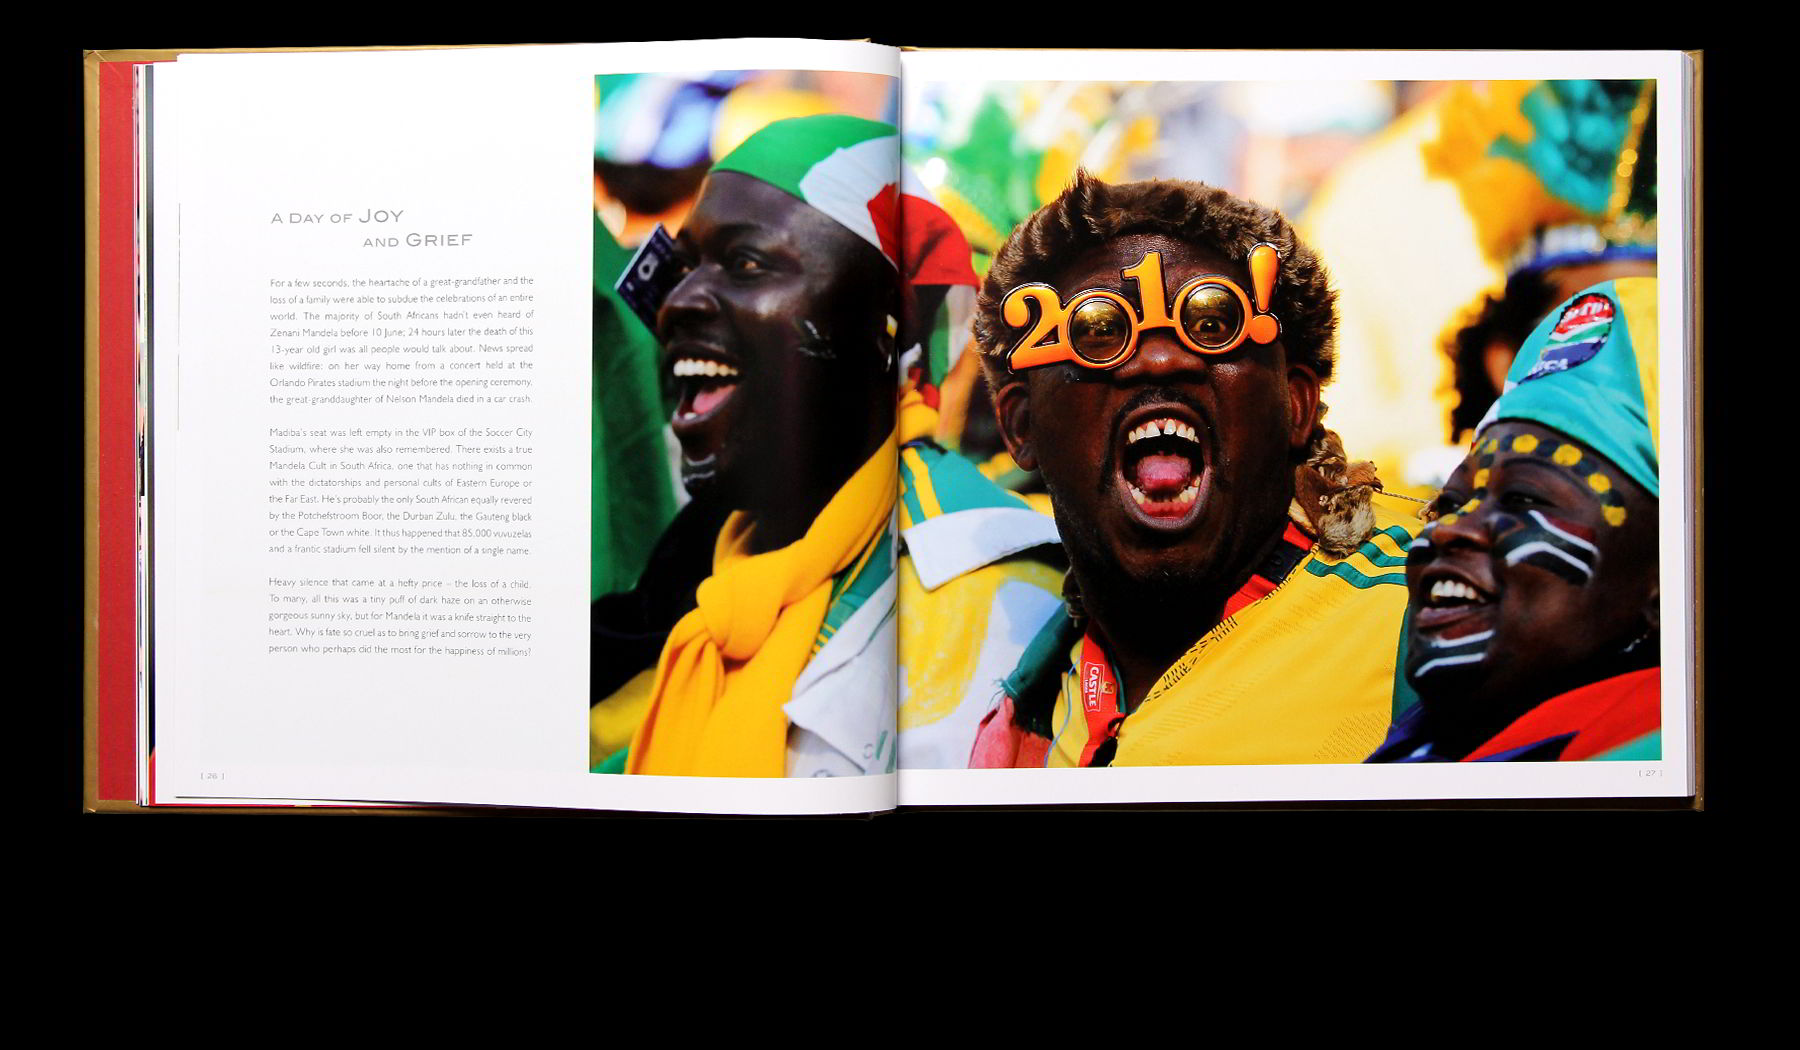 A Day of Joy
and Grief
For a few seconds, the heartache of a great-grandfather and the
loss of a family were able to subdue the celebrations of an entire
world. The majority of South Africans hadn't even heard of
Zenani Mandela before 10 June; 24 hours later the death of this
13-year old girl was all people would talk about. News spread
like wildfire: on her way home from a concert held at the
Orlando Pirates stadium the night before the opening ceremony,
the great-granddaughter of Nelson Mandela died in a car crash.
Madiba's seat was left empty in the VIP box of the Soccer City
Stadium, where she was also remembered. There exists a true
Mandela Cult in South Africa, one that has nothing in common
with the dictatorships and personal cults of Eastern Europe or
the Far East. He's probably the only South African equally revered
by the Potchefstroom Boor, the Durban Zulu, the Gauteng black
or the Cape Town white. It thus happened that 85,000 vuvuzelas
and a frantic stadium fell silent by the mention of a single name.
Heavy silence that came at a hefty price – the loss of a child.
To many, all this was a tiny puff of dark haze on an otherwise
gorgeous sunny sky, but for Mandela it was a knife straight to the
heart. Why is fate so cruel as to bring grief and sorrow to the very
person who perhaps did the most for the happiness of millions?
[ 26 ]
2010!
CASTLE
[ 27 ]